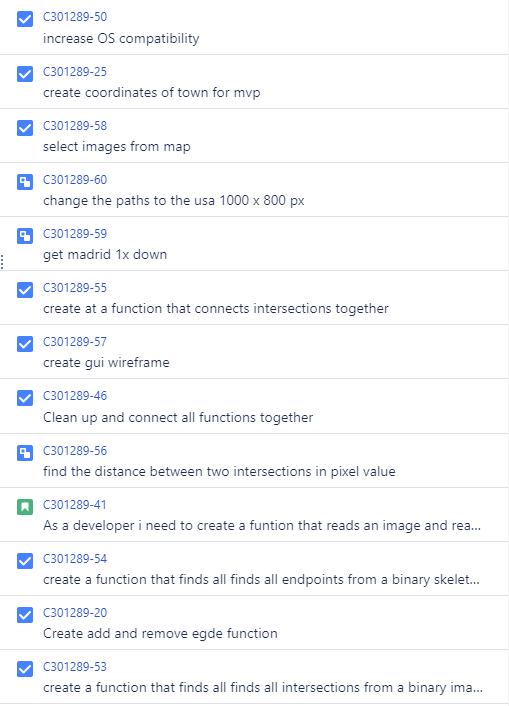 C301289-50
increase OS compatibility
C301289-25
create coordinates of town for mvp
C301289-58
select images from map
C301289-60
change the paths to the usa 1000 x 800 px
C301289-59
get madrid 1x down
C301289-55
create at a function that connects intersections together
C301289-57
create gui wireframe
C301289-46
Clean up and connect all functions together
C301289-56
find the distance between two intersections in pixel value
C301289-41
As a developer i need to create a funtion that reads an image and rea...
C301289-54
create a function that finds all finds all endpoints from a binary skelet...
C301289-20
Create add and remove egde function
C301289-53
create a function that finds all finds all intersections from a binary ima...